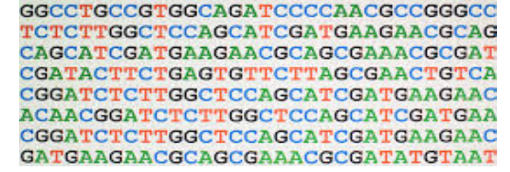 GGCCTGCCGTGGCAGATCCCCAACGCCGGGCC
TCTCTTGGCTCCAGCATCGATGAAGAACGCAG
CAGCATCGATGAAGAACGCAGCGAAACGCGAT
CGATACTTCTGAGTGTTCTTAGCGAACTGTCA
CGGATCTCTTGGCTCCAGCATCGATGAAGAAC
ACAACGGATCTCTTGGCTCCAGCATCGATGAA
CGGATCTCTTGGCTCCAGCATCGATGAAGAAC
GATGAAGAACGCAGCGAAACGCGATATGTAAT